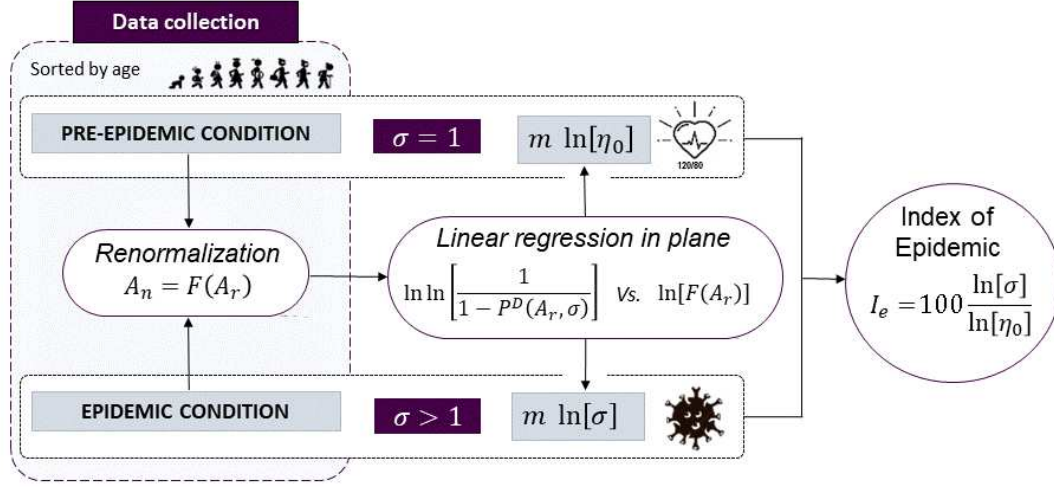 Data collection
Sorted by age
PRE-EPIDEMIC CONDITION
σ = 1
m ln[η₀]
120/80
Renormalization
Aₙ = F(Aᵣ)
Linear regression in plane
ln ln [1 / (1 − Pᴰ(Aᵣ, σ))] Vs. ln[F(Aᵣ)]
Index of
Epidemic
Iₑ = 100 ln[σ] / ln[η₀]
EPIDEMIC CONDITION
σ > 1
m ln[σ]